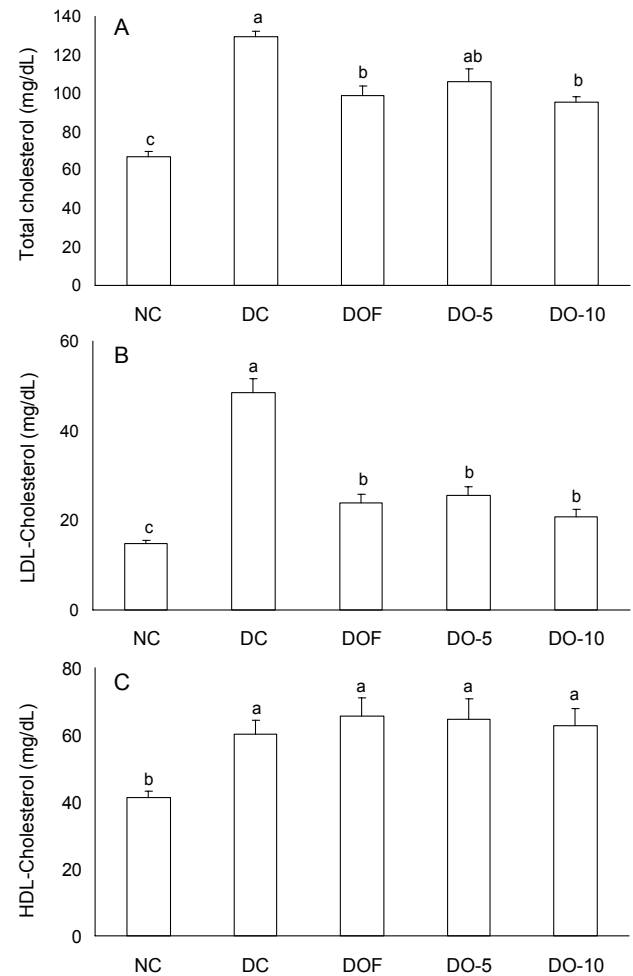 A
Total cholesterol (mg/dL)
140
120
100
80
60
40
20
0
c
a
b
ab
b
NC DC DOF DO-5 DO-10
B
LDL-Cholesterol (mg/dL)
60
40
20
0
c
a
b
b
b
NC DC DOF DO-5 DO-10
C
HDL-Cholesterol (mg/dL)
80
60
40
20
0
b
a
a
a
a
NC DC DOF DO-5 DO-10